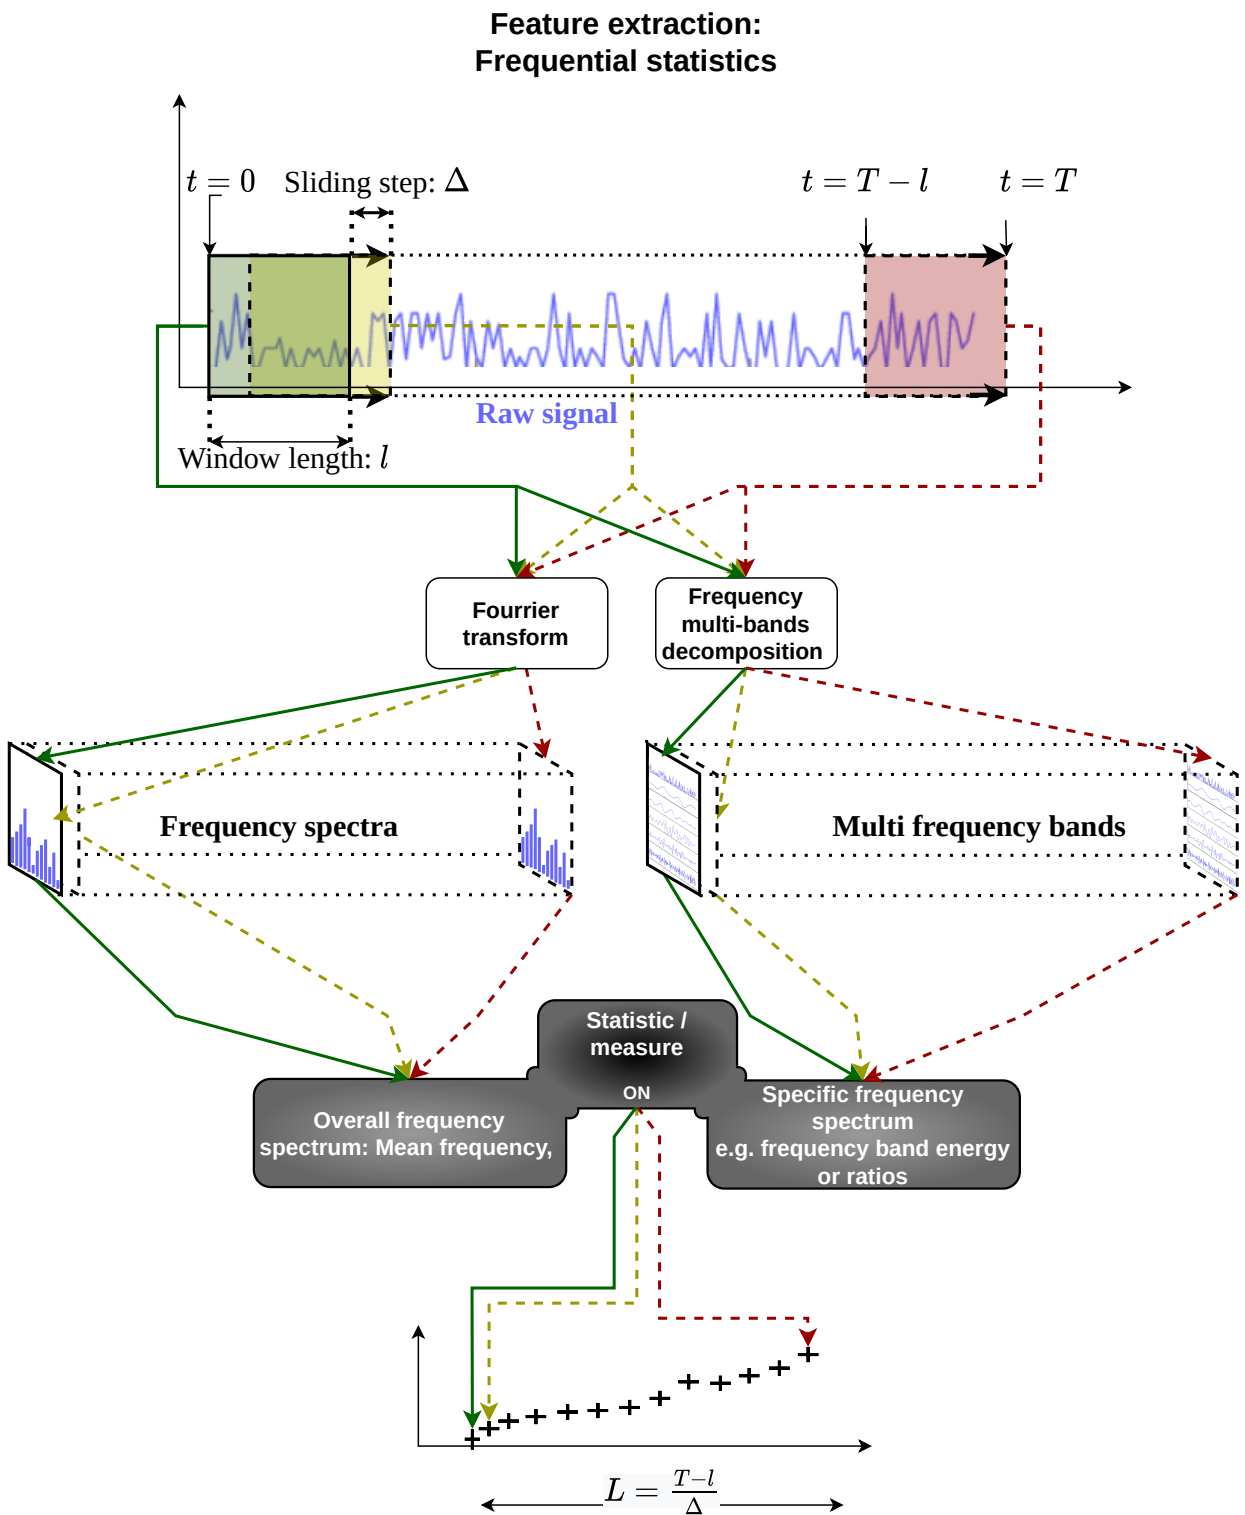 Feature extraction:
Frequential statistics
t = 0
Sliding step: Δ
t = T − l
t = T
Raw signal
Window length: l
Fourrier
transform
Frequency
multi-bands
decomposition
Frequency spectra
Multi frequency bands
Statistic /
measure
ON
Overall frequency
spectrum: Mean frequency,
Specific frequency
spectrum
e.g. frequency band energy
or ratios
L = \frac{T-l}{Δ}